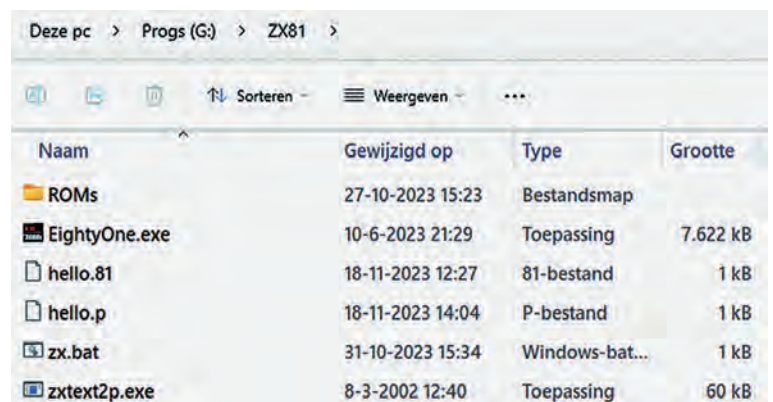 Deze pc > Progs (G:) > ZX81 >
Sorteren Weergeven ...
Naam Gewijzigd op Type Grootte
ROMs 27-10-2023 15:23 Bestandsmap
EightyOne.exe 10-6-2023 21:29 Toepassing 7.622 kB
hello.81 18-11-2023 12:27 81-bestand 1 kB
hello.p 18-11-2023 14:04 P-bestand 1 kB
zx.bat 31-10-2023 15:34 Windows-bat... 1 kB
zxtext2p.exe 8-3-2002 12:40 Toepassing 60 kB